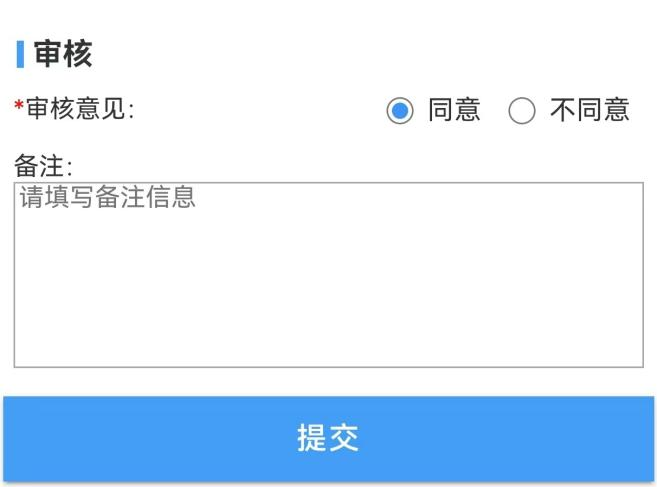 审核
*审核意见:
同意 不同意
备注:
请填写备注信息
提交